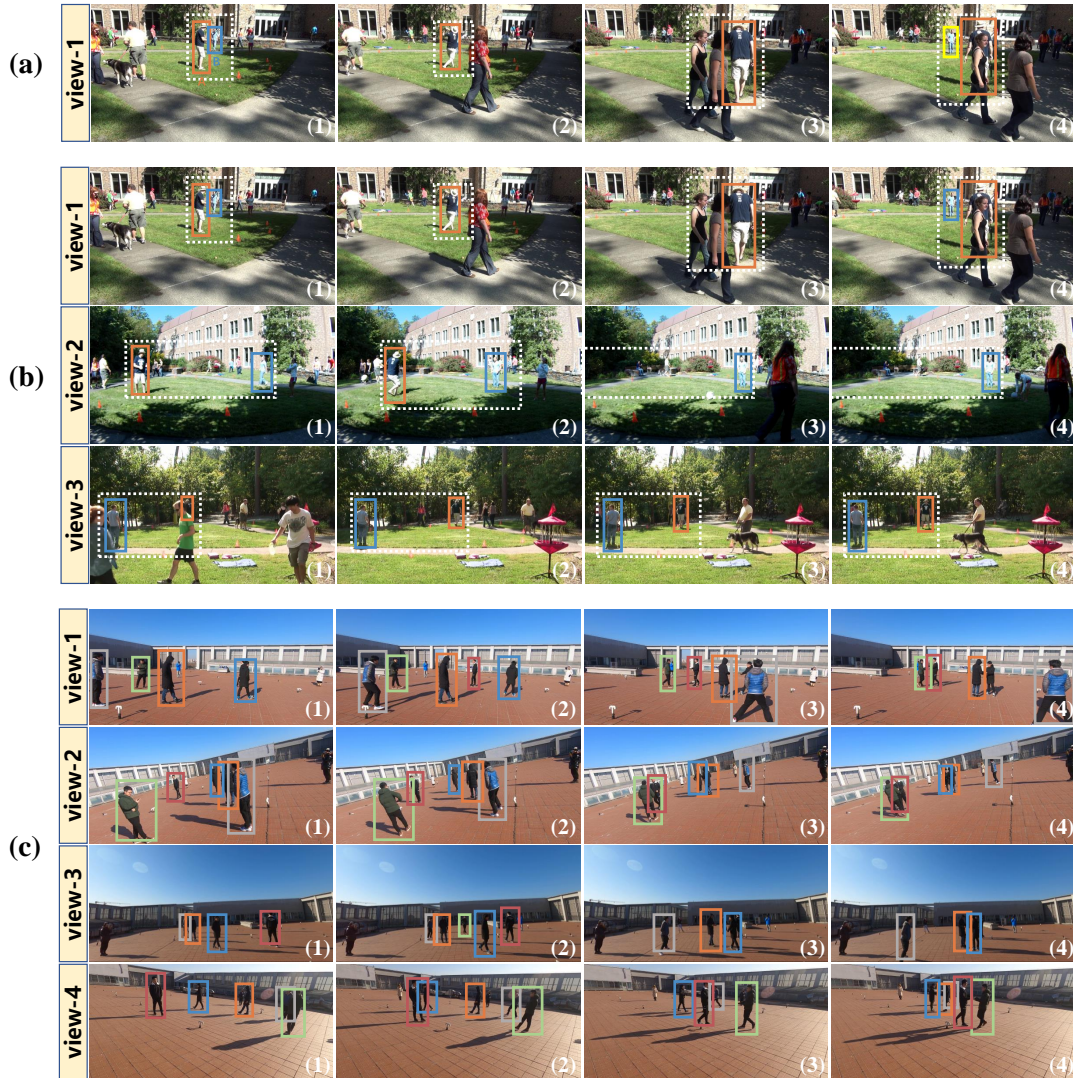 (a)
view-1
(1)
(2)
(3)
(4)
(b)
view-1
(1)
(2)
(3)
(4)
view-2
(1)
(2)
(3)
(4)
view-3
(1)
(2)
(3)
(4)
(c)
view-1
(1)
(2)
(3)
(4)
view-2
(1)
(2)
(3)
(4)
view-3
(1)
(2)
(3)
(4)
view-4
(1)
(2)
(3)
(4)